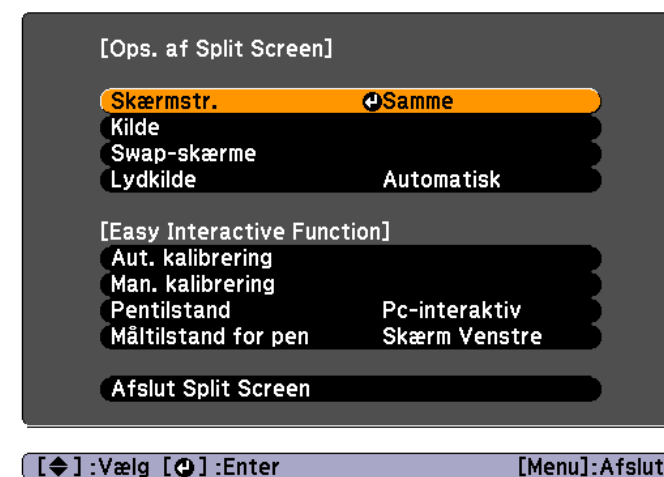 [Ops. af Split Screen]
Skærmstr. Samme
Kilde
Swap-skærme
Lydkilde Automatisk
[Easy Interactive Function]
Aut. kalibrering
Man. kalibrering
Pentilstand Pc-interaktiv
Måltilstand for pen Skærm Venstre
Afslut Split Screen
[◆]:Vælg [⏎]:Enter [Menu]:Afslut